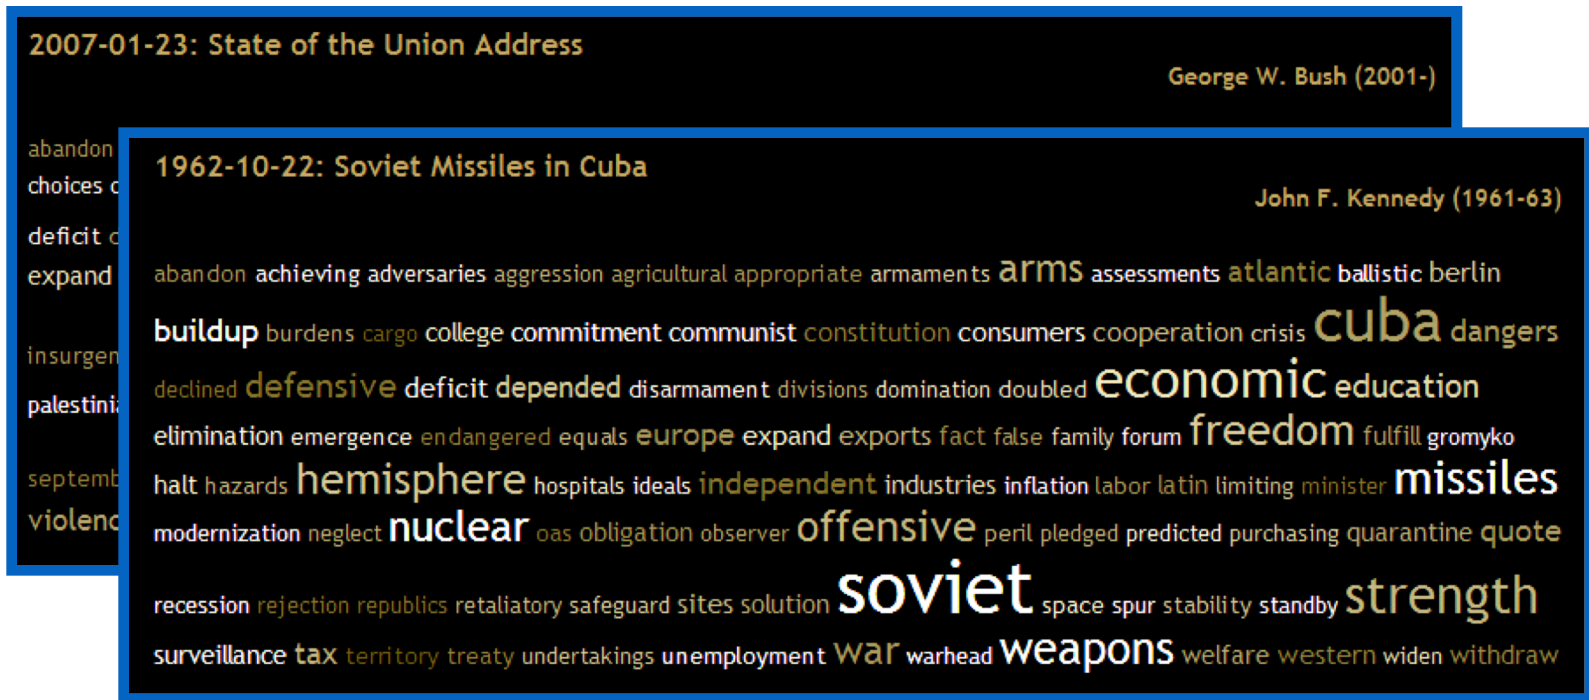 2007-01-23: State of the Union Address
George W. Bush (2001-)
abandon
choices
deficit
expand
1962-10-22: Soviet Missiles in Cuba
John F. Kennedy (1961-63)
abandon achieving adversaries aggression agricultural appropriate armaments arms assessments atlantic ballistic berlin
buildup burdens cargo college commitment communist constitution consumers cooperation crisis cuba dangers
declined defensive deficit depended disarmament divisions domination doubled economic education
elimination emergence endangered equals europe expand exports fact false family forum freedom fulfill gromyko
halt hazards hemisphere hospitals ideals independent industries inflation labor latin limiting minister missiles
modernization neglect nuclear oas obligation observer offensive peril pledged predicted purchasing quarantine quote
recession rejection republics retaliatory safeguard sites solution soviet space spur stability standby strength
surveillance tax territory treaty undertakings unemployment war warhead weapons welfare western widen withdraw